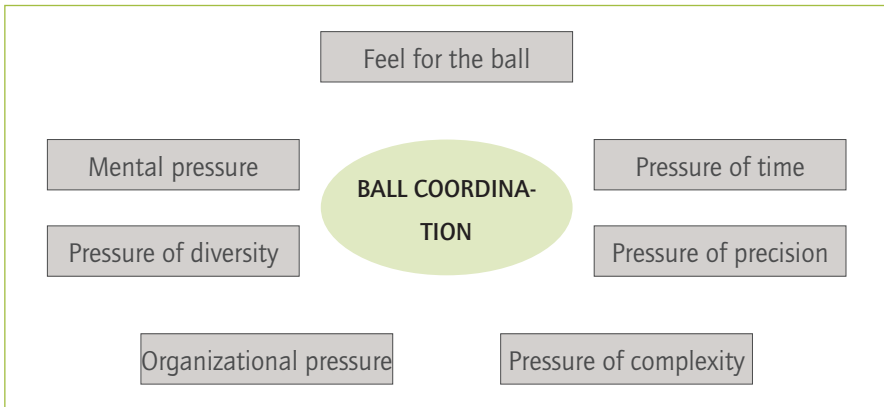 Feel for the ball
Mental pressure
Pressure of time
BALL COORDINA-
TION
Pressure of diversity
Pressure of precision
Organizational pressure
Pressure of complexity